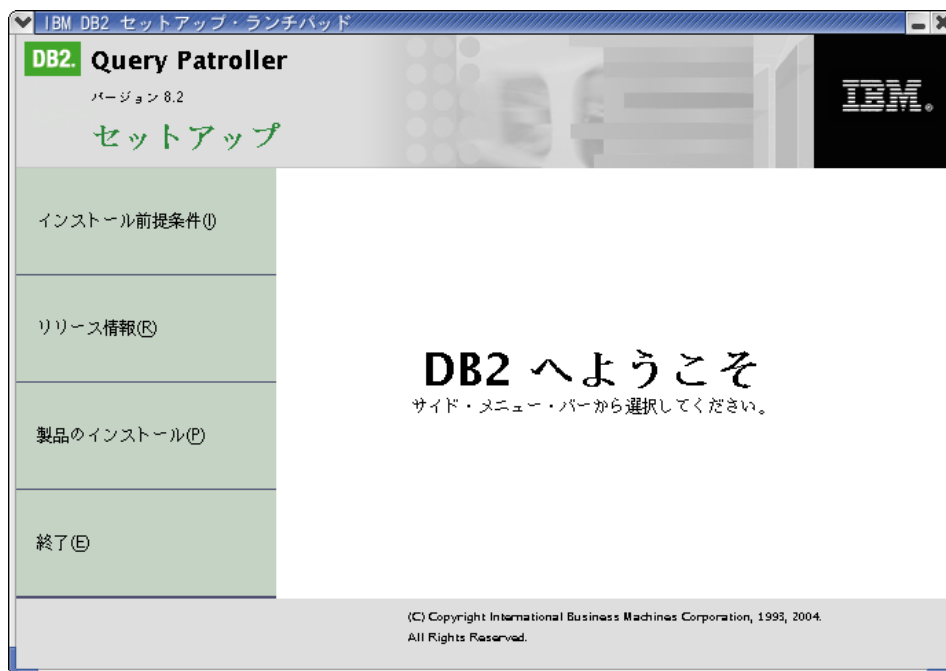 IBM DB2 セットアップ・ランチパッド
DB2. Query Patroller
バージョン 8.2
セットアップ
IBM®
インストール前提条件(I)
リリース情報(R)
製品のインストール(P)
終了(E)
DB2 へようこそ
サイド・メニュー・バーから選択してください。
(C) Copyright International Business Machines Corporation, 1993, 2004.
All Rights Reserved.